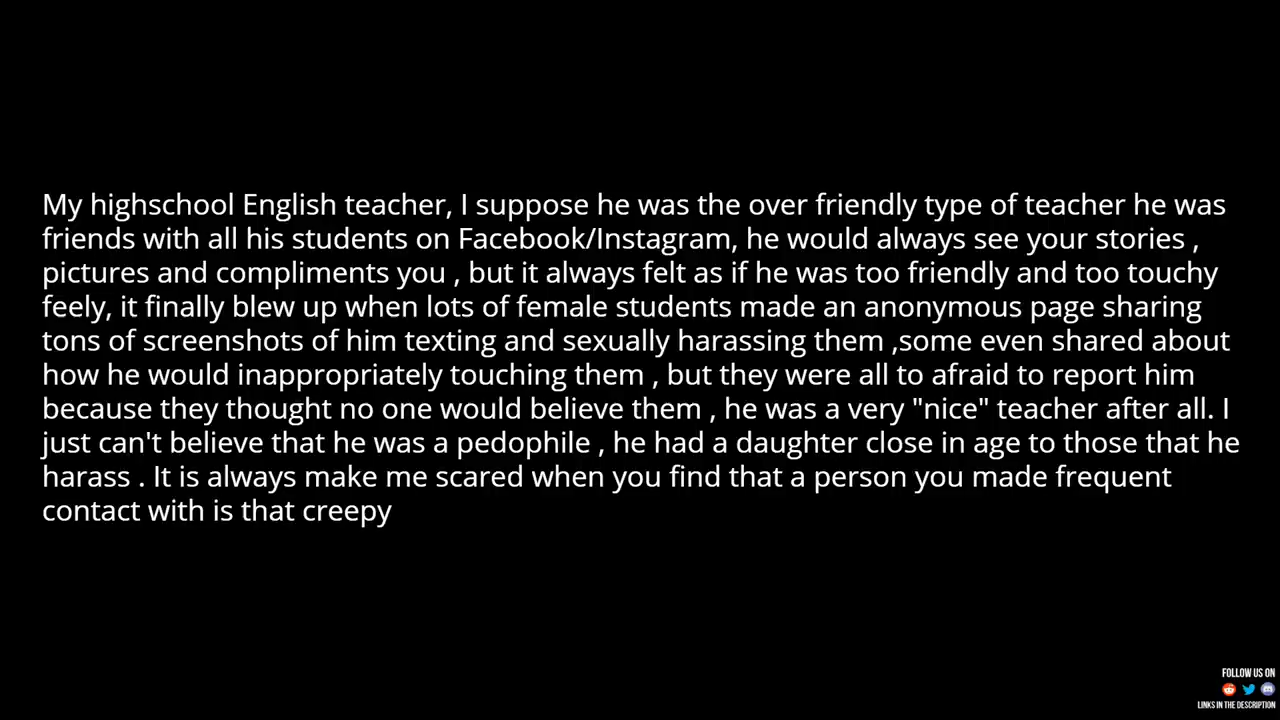 My highschool English teacher, I suppose he was the over friendly type of teacher he was
friends with all his students on Facebook/Instagram, he would always see your stories ,
pictures and compliments you , but it always felt as if he was too friendly and too touchy
feely, it finally blew up when lots of female students made an anonymous page sharing
tons of screenshots of him texting and sexually harassing them ,some even shared about
how he would inappropriately touching them , but they were all to afraid to report him
because they thought no one would believe them , he was a very "nice" teacher after all. I
just can't believe that he was a pedophile , he had a daughter close in age to those that he
harass . It is always make me scared when you find that a person you made frequent
contact with is that creepy
FOLLOW US ON
LINKS IN THE DESCRIPTION